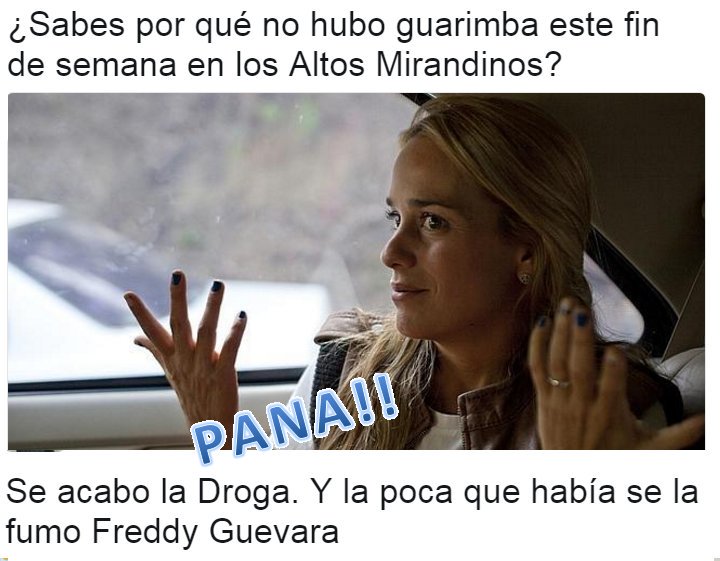 ¿Sabes por qué no hubo guarimba este fin
de semana en los Altos Mirandinos?
PANA!!
Se acabo la Droga. Y la poca que había se la
fumo Freddy Guevara